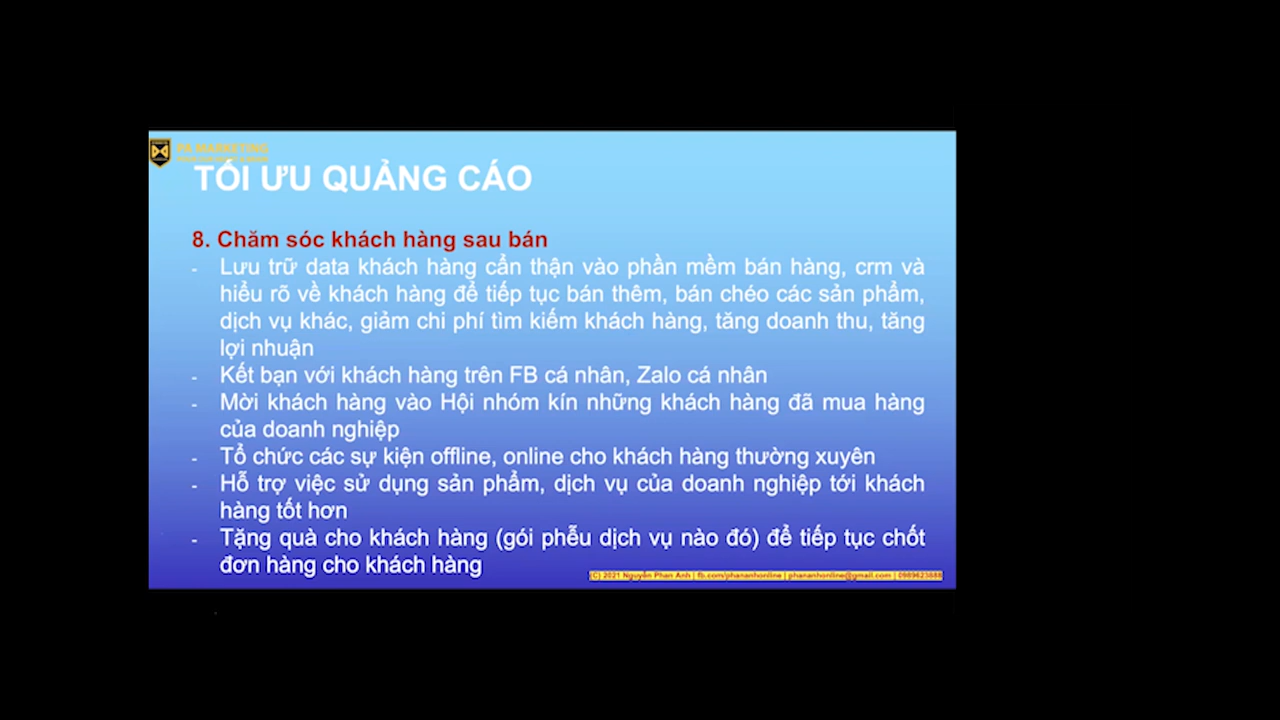 PA MARKETING
TỐI ƯU QUẢNG CÁO
8. Chăm sóc khách hàng sau bán
- Lưu trữ data khách hàng cẩn thận vào phần mềm bán hàng, crm và
hiểu rõ về khách hàng để tiếp tục bán thêm, bán chéo các sản phẩm,
dịch vụ khác, giảm chi phí tìm kiếm khách hàng, tăng doanh thu, tăng
lợi nhuận
- Kết bạn với khách hàng trên FB cá nhân, Zalo cá nhân
- Mời khách hàng vào Hội nhóm kín những khách hàng đã mua hàng
của doanh nghiệp
- Tổ chức các sự kiện offline, online cho khách hàng thường xuyên
- Hỗ trợ việc sử dụng sản phẩm, dịch vụ của doanh nghiệp tới khách
hàng tốt hơn
- Tặng quà cho khách hàng (gói phễu dịch vụ nào đó) để tiếp tục chốt
đơn hàng cho khách hàng
(C) 2021 Nguyễn Phan Anh | fb.com/phananhonline | phananhonline@gmail.com | 0989623888